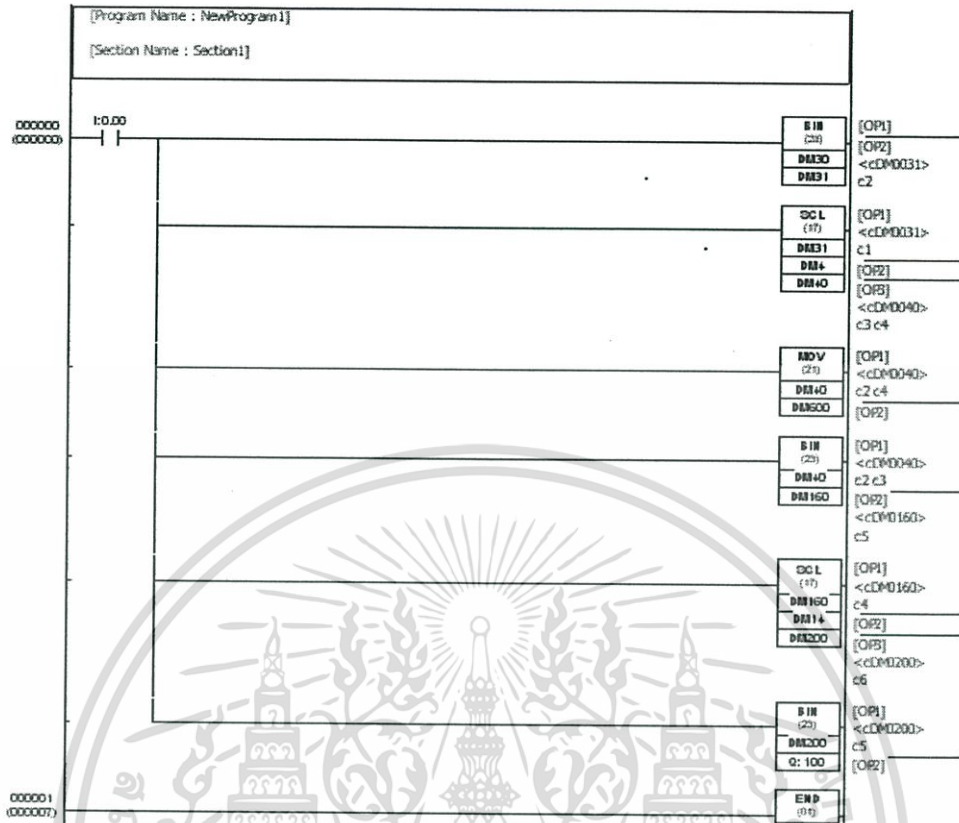 [Program Name : NewProgram1]
[Section Name : Section1]
000000
(000000)
I:0.00
BIN
(23)
DM30
DM31
[OP1]
[OP2]
<cDM0031>
c2
SCL
(17)
DM31
DM4
DM40
[OP1]
<cDM0031>
c1
[OP2]
[OP3]
<cDM0040>
c3 c4
MOV
(21)
DM40
DM600
[OP1]
<cDM0040>
c2 c4
[OP2]
BIN
(23)
DM40
DM160
[OP1]
<cDM0040>
c2 c3
[OP2]
<cDM0160>
c5
SCL
(17)
DM160
DM14
DM200
[OP1]
<cDM0160>
c4
[OP2]
[OP3]
<cDM0200>
c6
BIN
(23)
DM200
Q: 100
[OP1]
<cDM0200>
c5
[OP2]
000001
(000007)
END
(01)